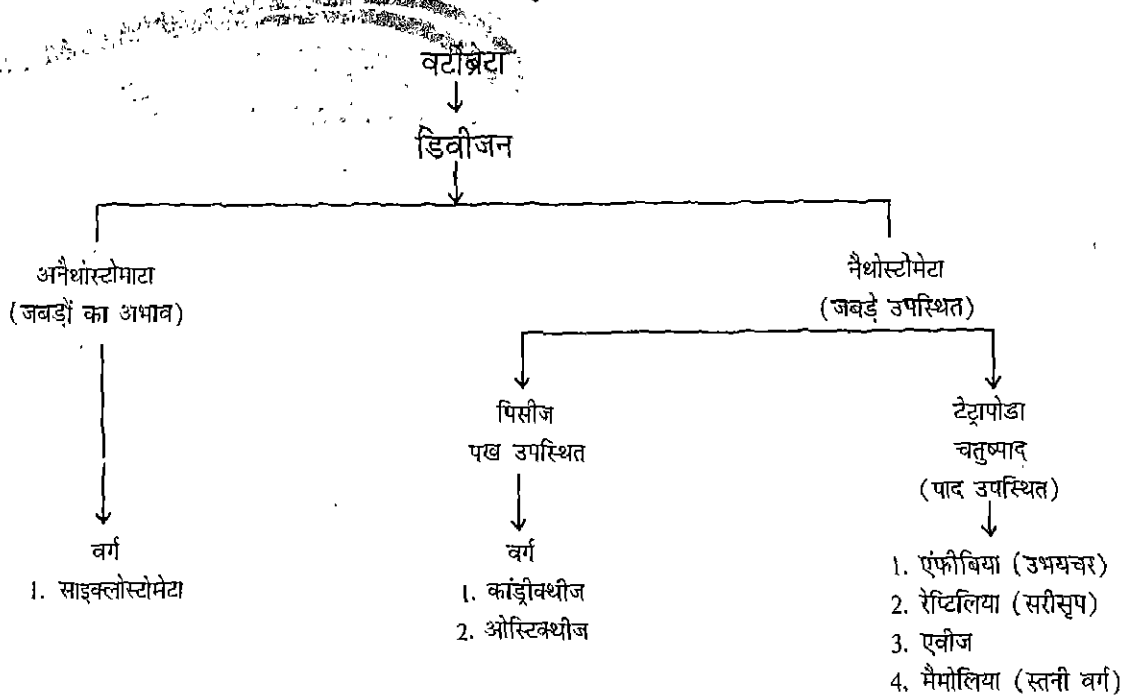 वर्टीब्रेटा
डिवीजन
अनैथोस्टोमाटा
(जबड़ों का अभाव)
नैथोस्टोमेटा
(जबड़े उपस्थित)
पिसीज
पख उपस्थित
टेट्रापोडा
चतुष्पाद
(पाद उपस्थित)
वर्ग
1. साइक्लोस्टोमेटा
वर्ग
1. कांड्रीक्थीज
2. ओस्टिक्थीज
1. एंफीबिया (उभयचर)
2. रेप्टिलिया (सरीसृप)
3. एवीज
4. मैमोलिया (स्तनी वर्ग)